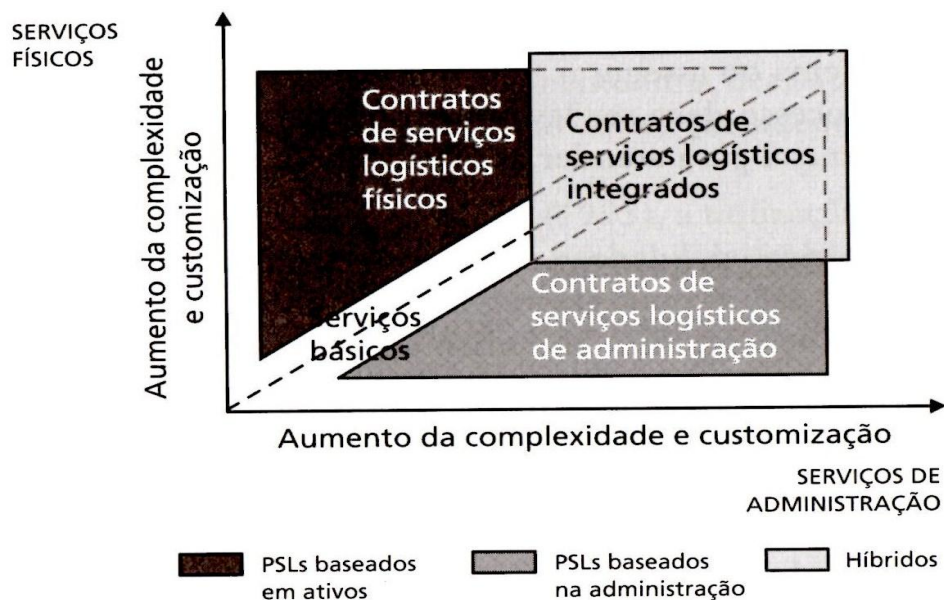 SERVIÇOS
FÍSICOS
Aumento da complexidade
e customização
Contratos
de serviços
logísticos
físicos
Contratos de
serviços logísticos
integrados
Serviços
básicos
Contratos de
serviços logísticos
de administração
Aumento da complexidade e customização
SERVIÇOS DE
ADMINISTRAÇÃO
PSLs baseados
em ativos
PSLs baseados
na administração
Híbridos